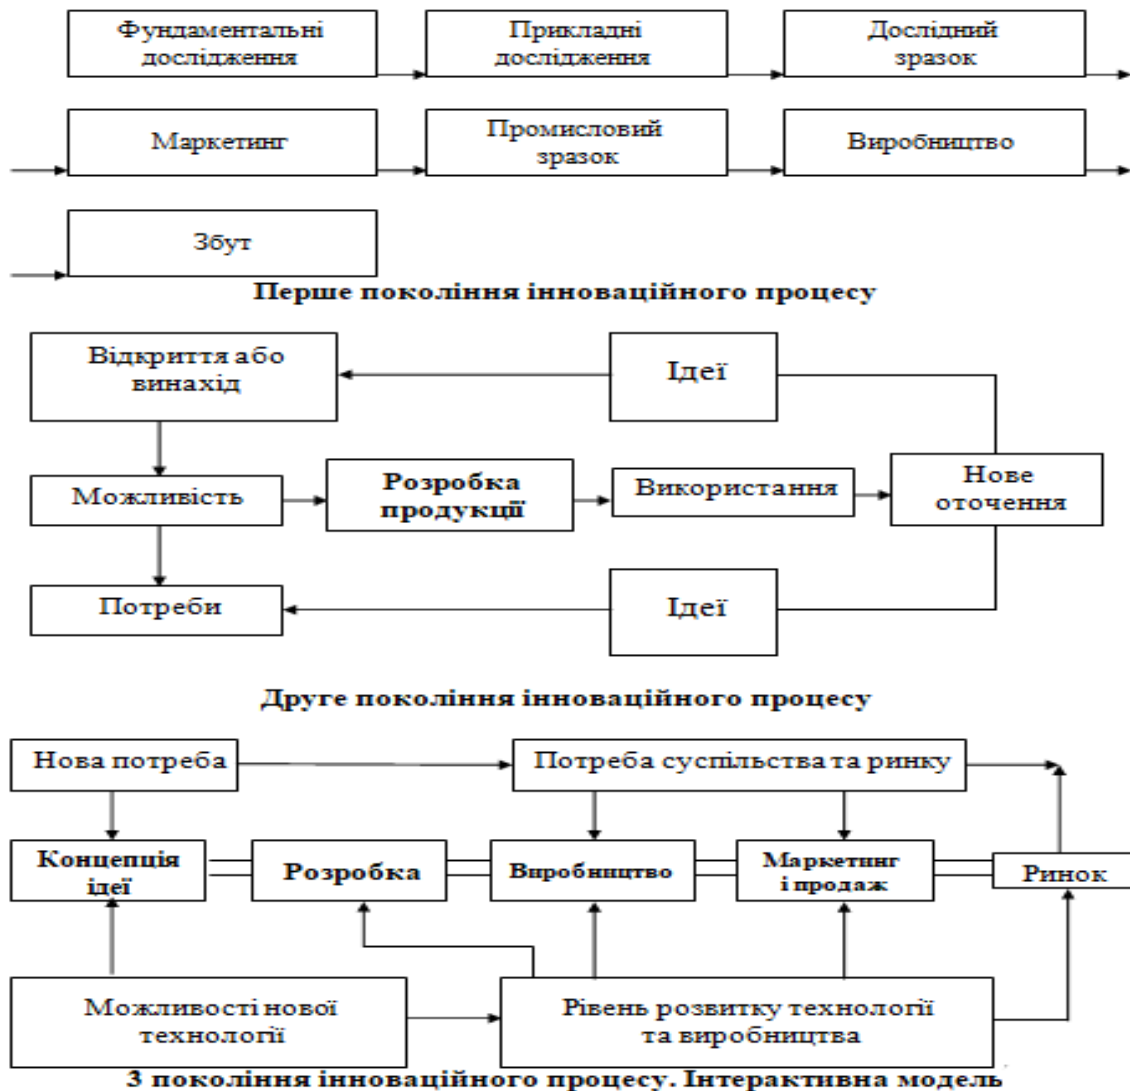 Фундаментальні
дослідження
Прикладні
дослідження
Дослідний
зразок
Маркетинг
Промисловий
зразок
Виробництво
Збут
Перше покоління інноваційного процесу
Відкриття або
винахід
Ідеї
Можливість
Розробка
продукції
Використання
Нове
оточення
Потреби
Ідеї
Друге покоління інноваційного процесу
Нова потреба
Потреба суспільства та ринку
Концепція
ідеї
Розробка
Виробництво
Маркетинг
і продаж
Ринок
Можливості нової
технології
Рівень розвитку технології
та виробництва
3 покоління інноваційного процесу. Інтерактивна модель